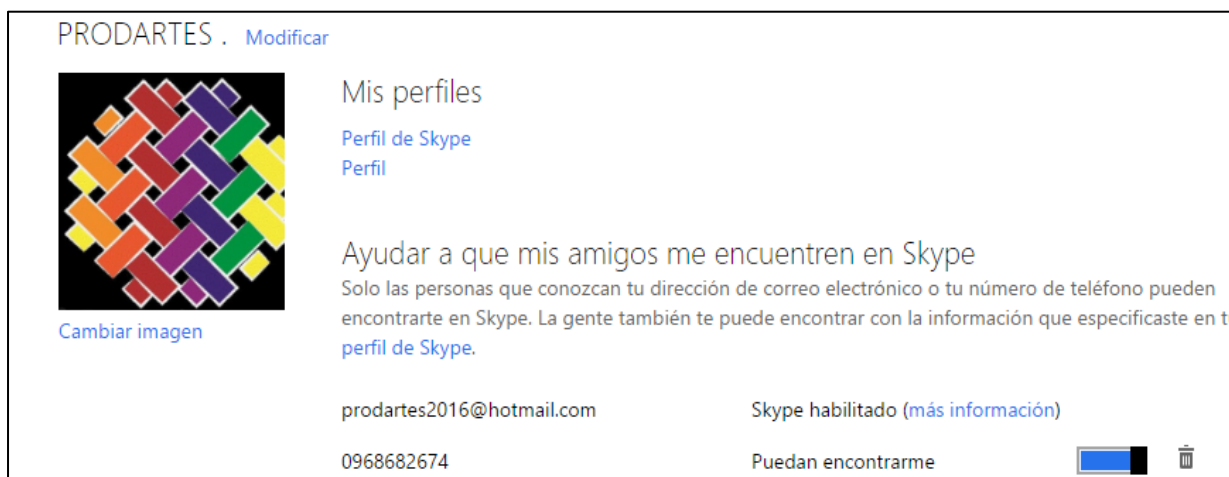 PRODARTES . Modificar
Mis perfiles
Perfil de Skype
Perfil
Ayudar a que mis amigos me encuentren en Skype
Solo las personas que conozcan tu dirección de correo electrónico o tu número de teléfono pueden
encontrarte en Skype. La gente también te puede encontrar con la información que especificaste en t
perfil de Skype.
Cambiar imagen
prodartes2016@hotmail.com Skype habilitado (más información)
0968682674 Puedan encontrarme